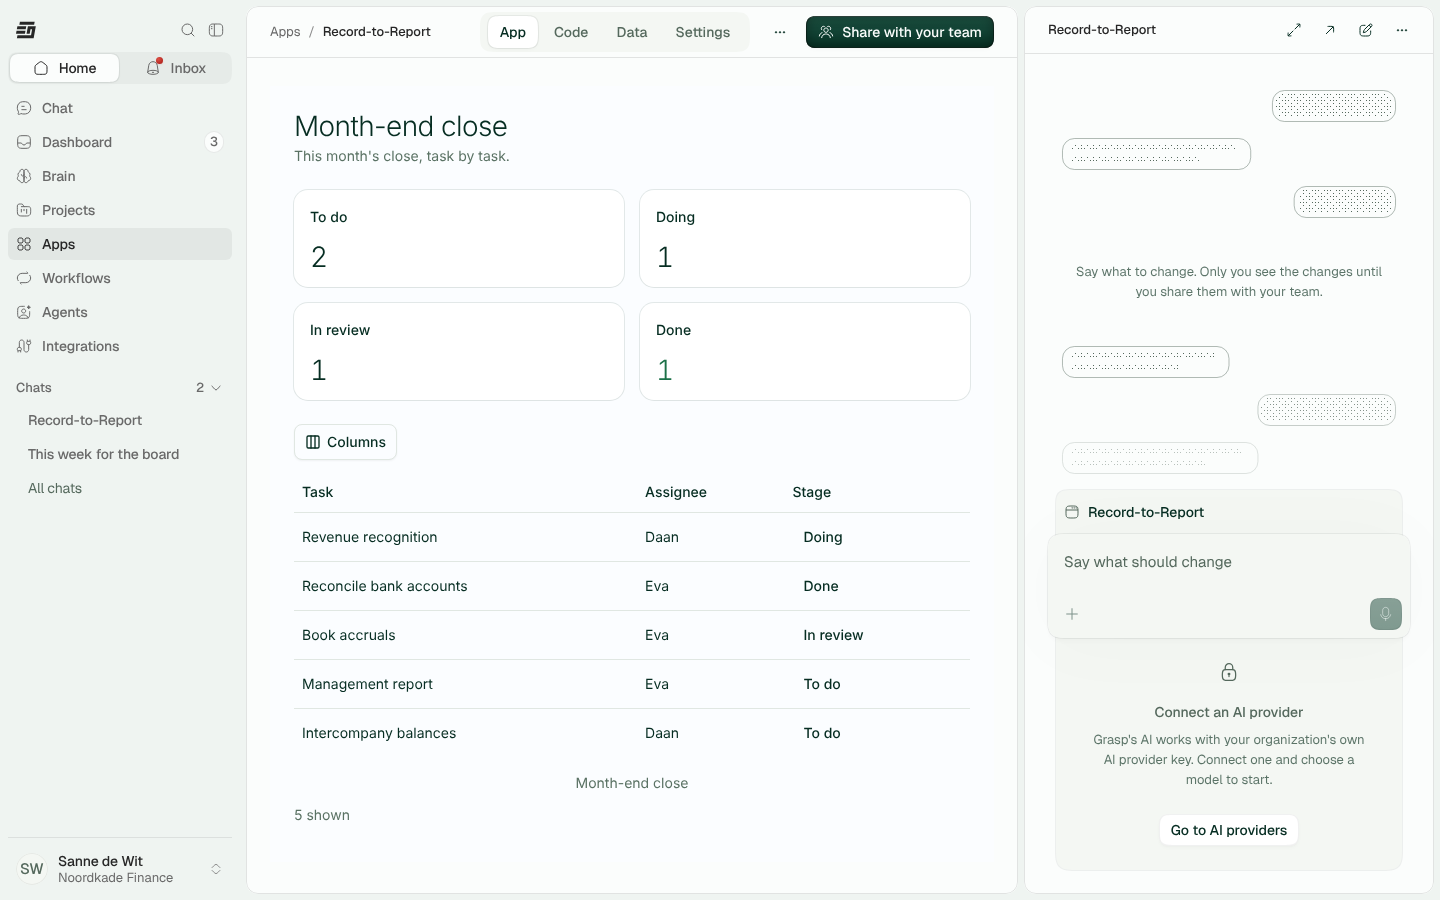 Home
Inbox
Chat
Dashboard
3
Brain
Projects
Apps
Workflows
Agents
Integrations
Chats
2
Record-to-Report
This week for the board
All chats
SW
Sanne de Wit
Noordkade Finance
Apps / Record-to-Report
App
Code
Data
Settings
Share with your team
Month-end close
This month's close, task by task.
To do
2
Doing
1
In review
1
Done
1
Columns
Task Assignee Stage
Revenue recognition Daan Doing
Reconcile bank accounts Eva Done
Book accruals Eva In review
Management report Eva To do
Intercompany balances Daan To do
Month-end close
5 shown
Record-to-Report
Say what to change. Only you see the changes until
you share them with your team.
Record-to-Report
Say what should change
Connect an AI provider
Grasp's AI works with your organization's own
AI provider key. Connect one and choose a
model to start.
Go to AI providers